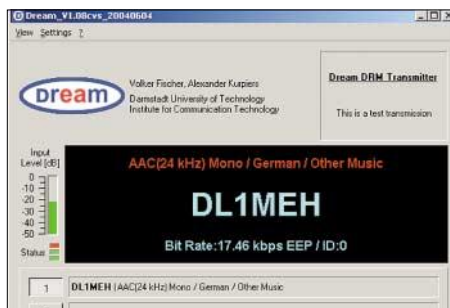 Dream_V1.08cvs_20040604
View Settings ?
Dream
Volker Fischer, Alexander Kurpiers
Darmstadt University of Technology
Institute for Communication Technology
Dream DRM Transmitter
This is a test transmission
Input
Level [dB]
0
-10
-20
-30
-40
-50
Status
AAC(24 kHz) Mono / German / Other Music
DL1MEH
Bit Rate:17.46 kbps EEP / ID:0
1 DL1MEH (AAC(24 kHz) Mono / German / Other Music